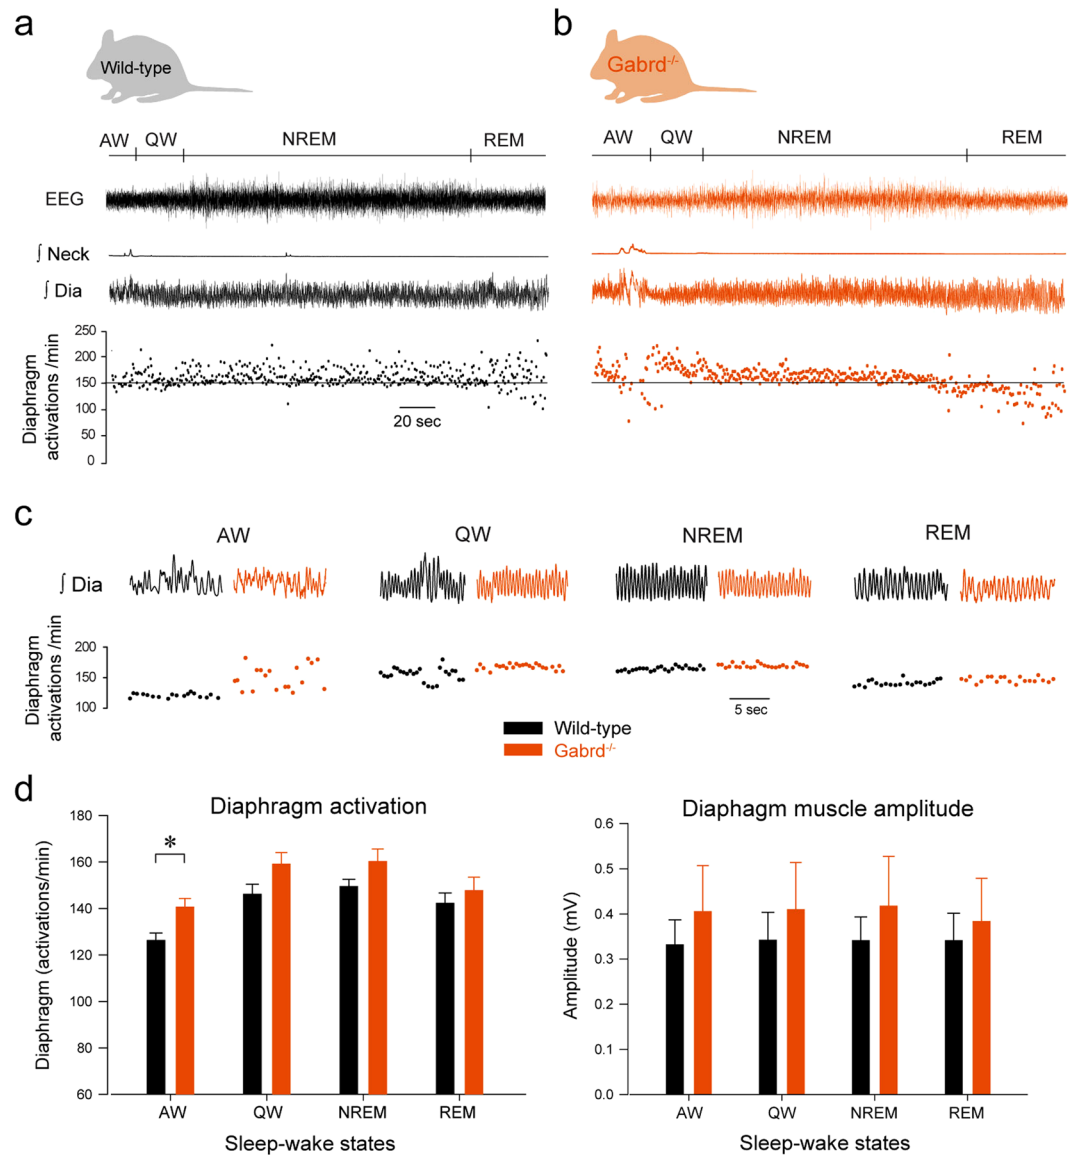 a
b
Wild-type
Gabrd-/-
AW QW NREM REM
AW QW NREM REM
EEG
∫ Neck
∫ Dia
Diaphragm
activations /min
250
200
150
100
50
0
20 sec
c
AW QW NREM REM
∫ Dia
Diaphragm
activations /min
200
150
100
5 sec
Wild-type
Gabrd-/-
d
Diaphragm activation
Diaphragm (activations/min)
180
160
140
120
100
80
60
*
AW QW NREM REM
Sleep-wake states
Diaphagm muscle amplitude
Amplitude (mV)
0.6
0.5
0.4
0.3
0.2
0.1
0.0
AW QW NREM REM
Sleep-wake states